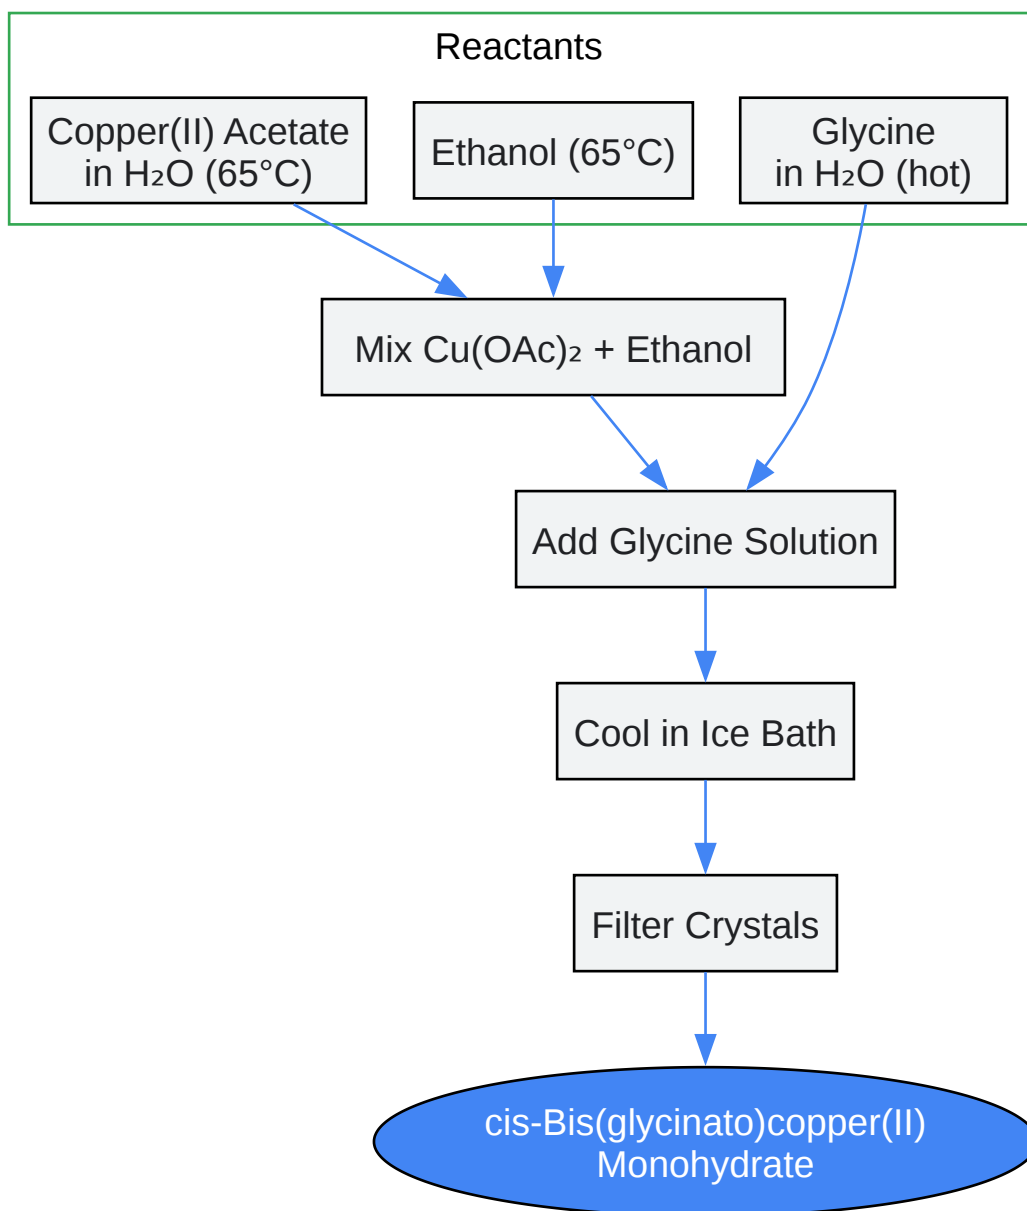 Reactants
Copper(II) Acetate
in H₂O (65°C)
Ethanol (65°C)
Glycine
in H₂O (hot)
Mix Cu(OAc)₂ + Ethanol
Add Glycine Solution
Cool in Ice Bath
Filter Crystals
cis-Bis(glycinato)copper(II)
Monohydrate